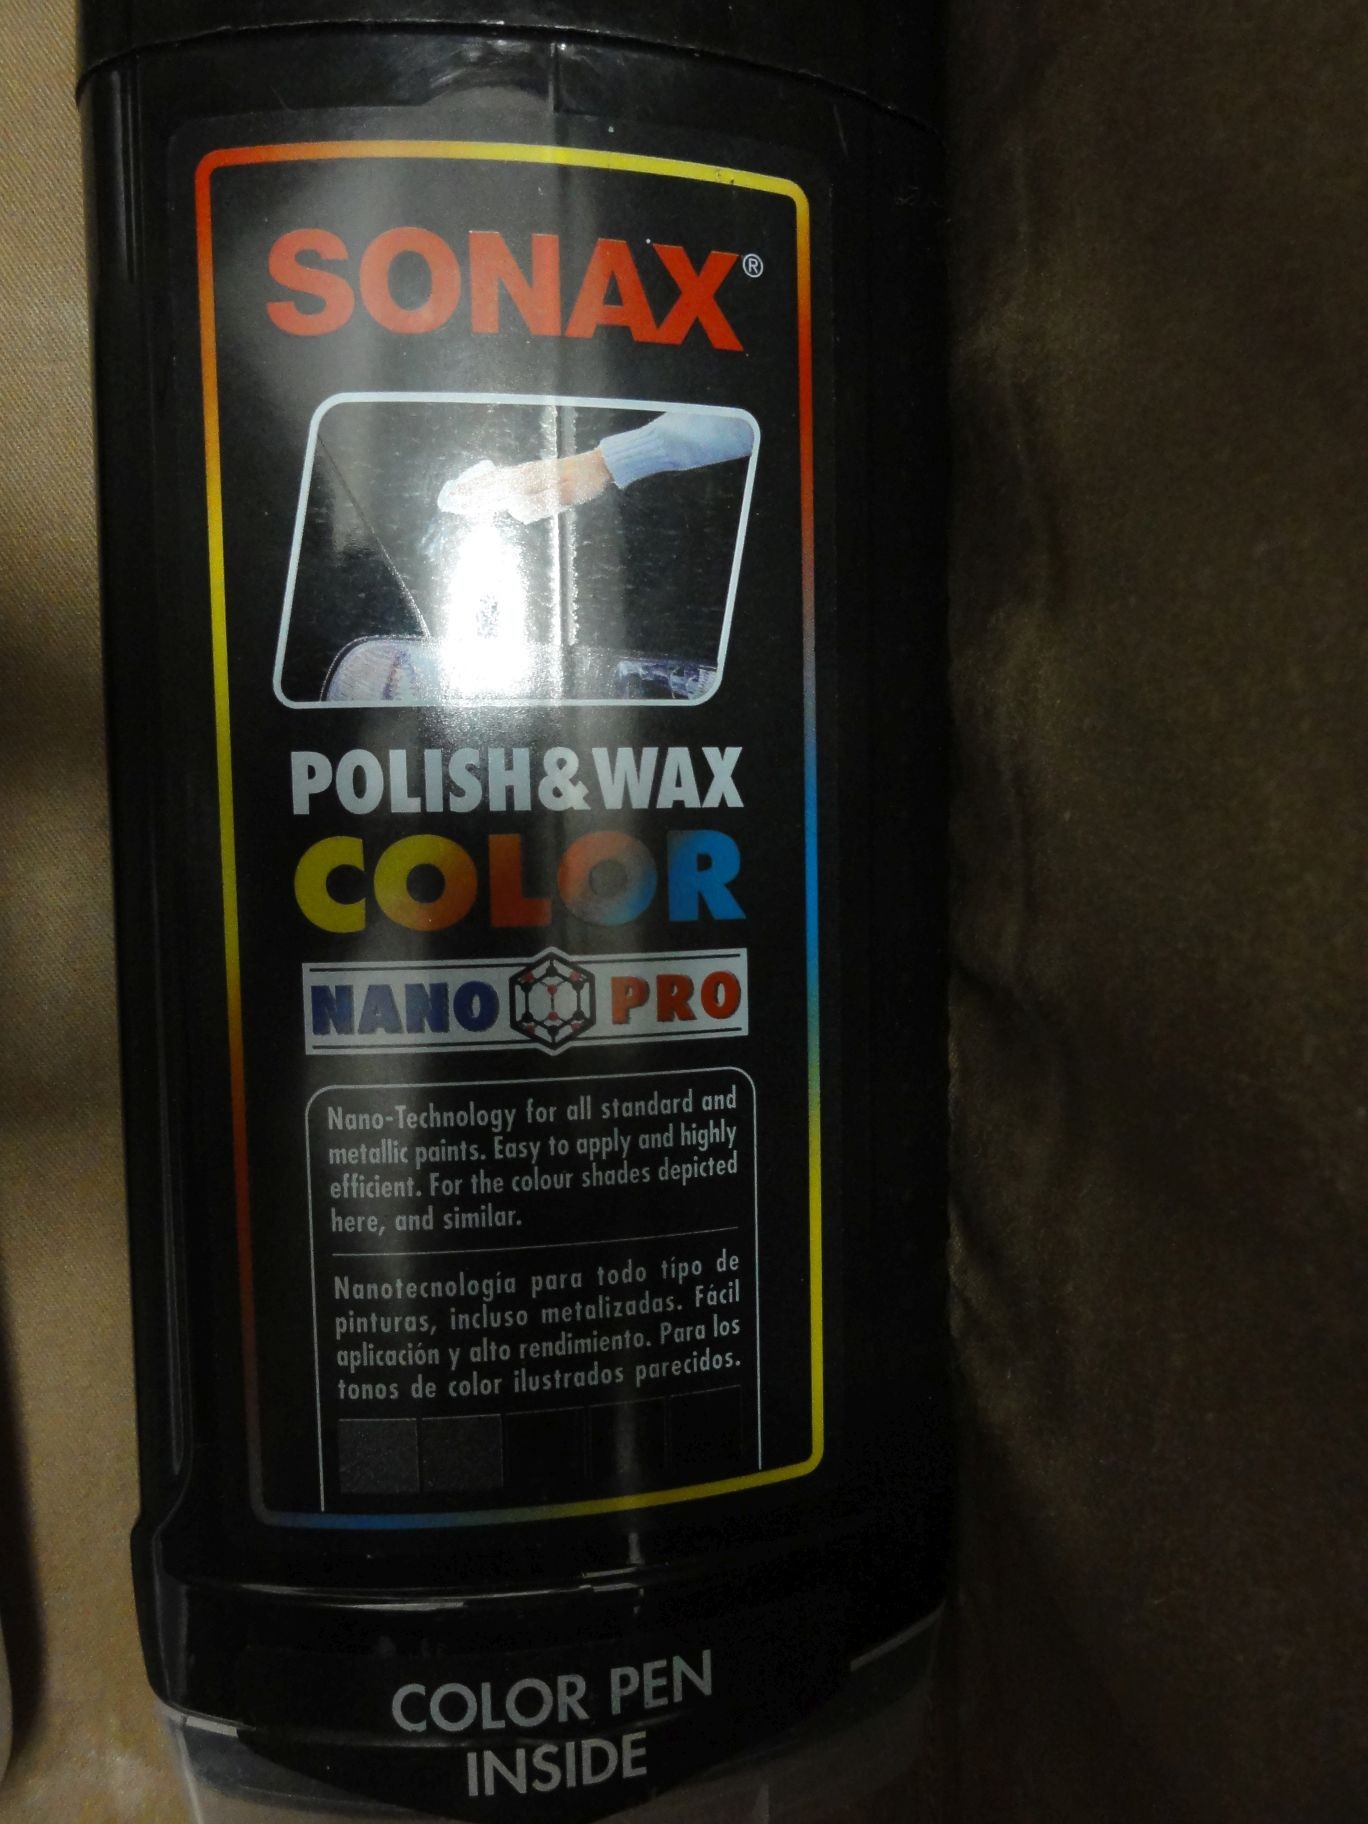 SONAX®
POLISH&WAX
COLOR
NANO PRO
Nano-Technology for all standard and
metallic paints. Easy to apply and highly
efficient. For the colour shades depicted
here, and similar.
Nanotecnología para todo tipo de
pinturas, incluso metalizadas. Fácil
aplicación y alto rendimiento. Para los
tonos de color ilustrados parecidos.
COLOR PEN
INSIDE